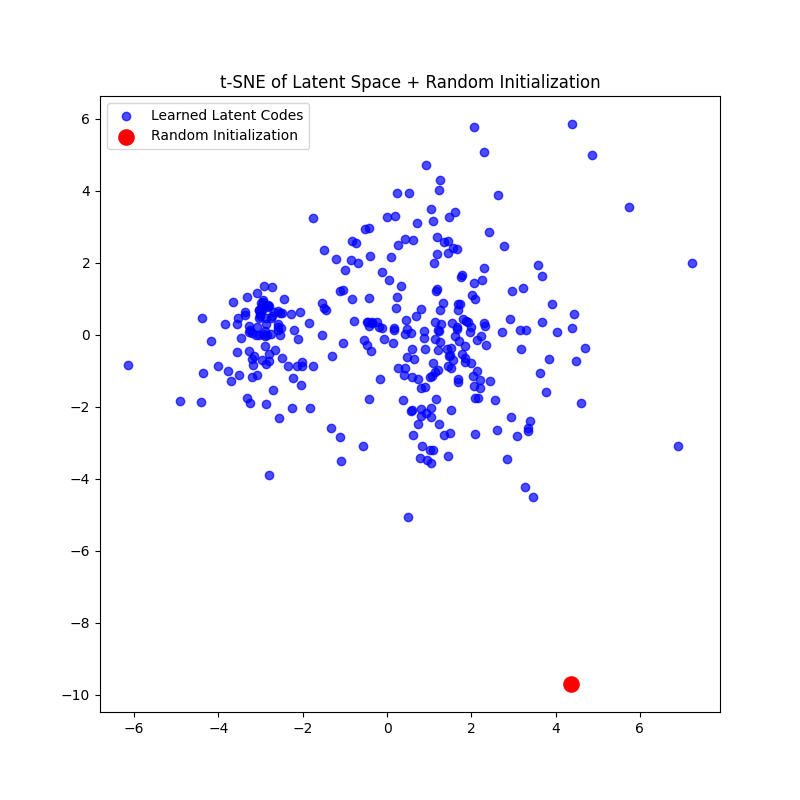 t-SNE of Latent Space + Random Initialization
Learned Latent Codes
Random Initialization
6
4
2
0
−2
−4
−6
−8
−10
−6 −4 −2 0 2 4 6